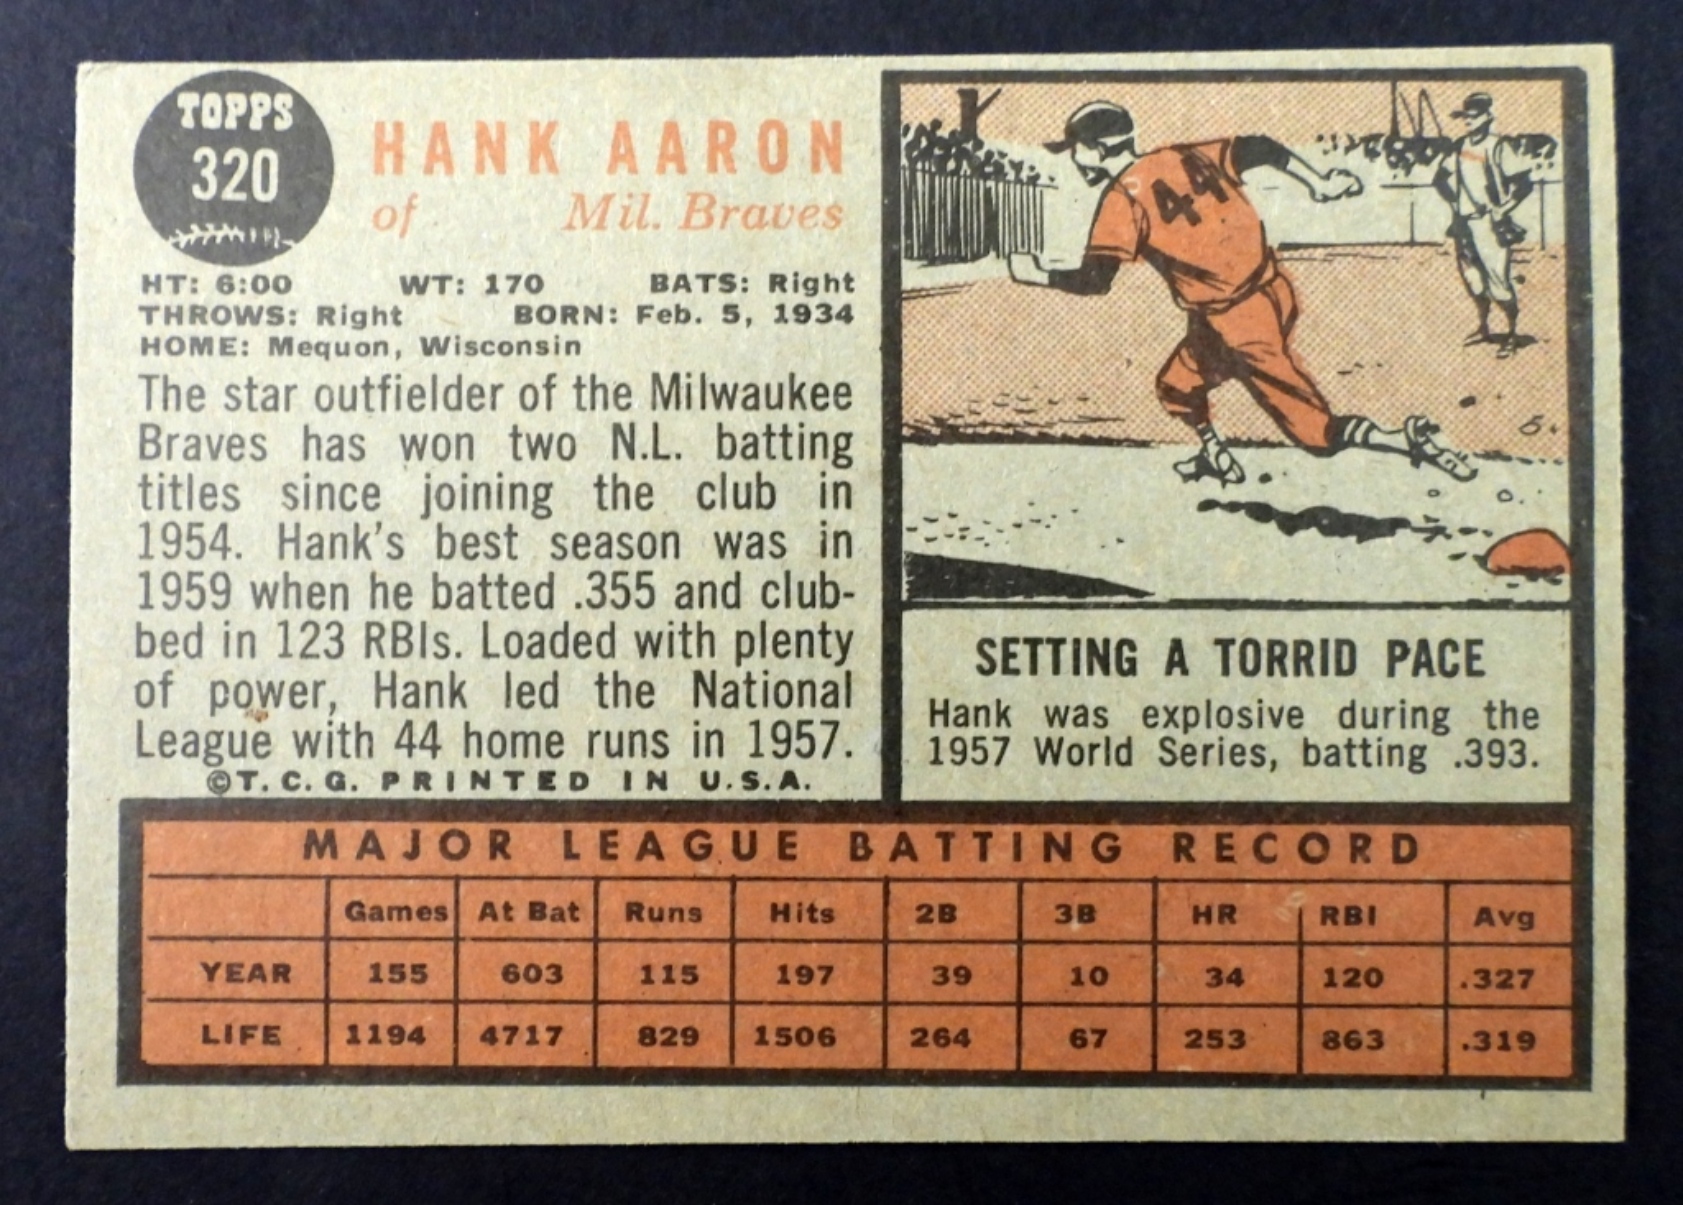 TOPPS
320
HANK AARON
of Mil. Braves
HT: 6:00 WT: 170 BATS: Right
THROWS: Right BORN: Feb. 5, 1934
HOME: Mequon, Wisconsin
The star outfielder of the Milwaukee
Braves has won two N.L. batting
titles since joining the club in
1954. Hank's best season was in
1959 when he batted .355 and club-
bed in 123 RBIs. Loaded with plenty
of power, Hank led the National
League with 44 home runs in 1957.
©T.C.G. PRINTED IN U.S.A.
44
SETTING A TORRID PACE
Hank was explosive during the
1957 World Series, batting .393.
MAJOR LEAGUE BATTING RECORD
Games At Bat Runs Hits 2B 3B HR RBI Avg
YEAR 155 603 115 197 39 10 34 120 .327
LIFE 1194 4717 829 1506 264 67 253 863 .319